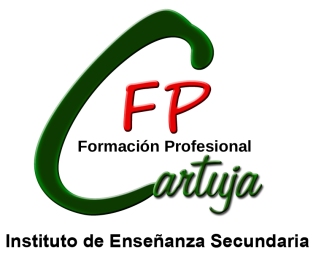 FP
Formación Profesional
Cartuja
Instituto de Enseñanza Secundaria